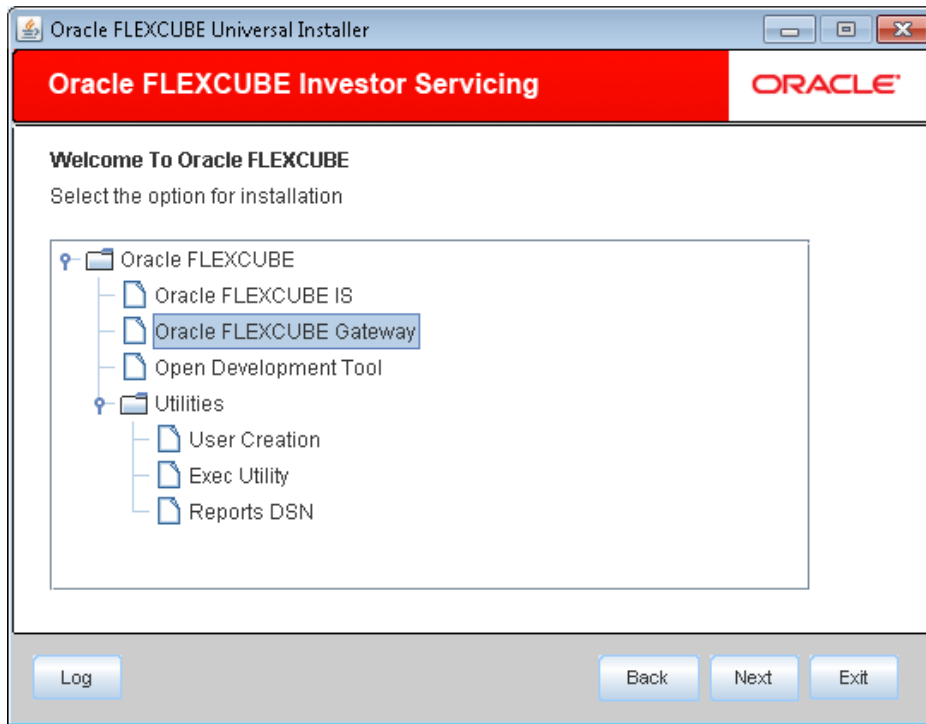 Oracle FLEXCUBE Universal Installer
Oracle FLEXCUBE Investor Servicing
ORACLE
Welcome To Oracle FLEXCUBE
Select the option for installation
Oracle FLEXCUBE
Oracle FLEXCUBE IS
Oracle FLEXCUBE Gateway
Open Development Tool
Utilities
User Creation
Exec Utility
Reports DSN
Log
Back
Next
Exit